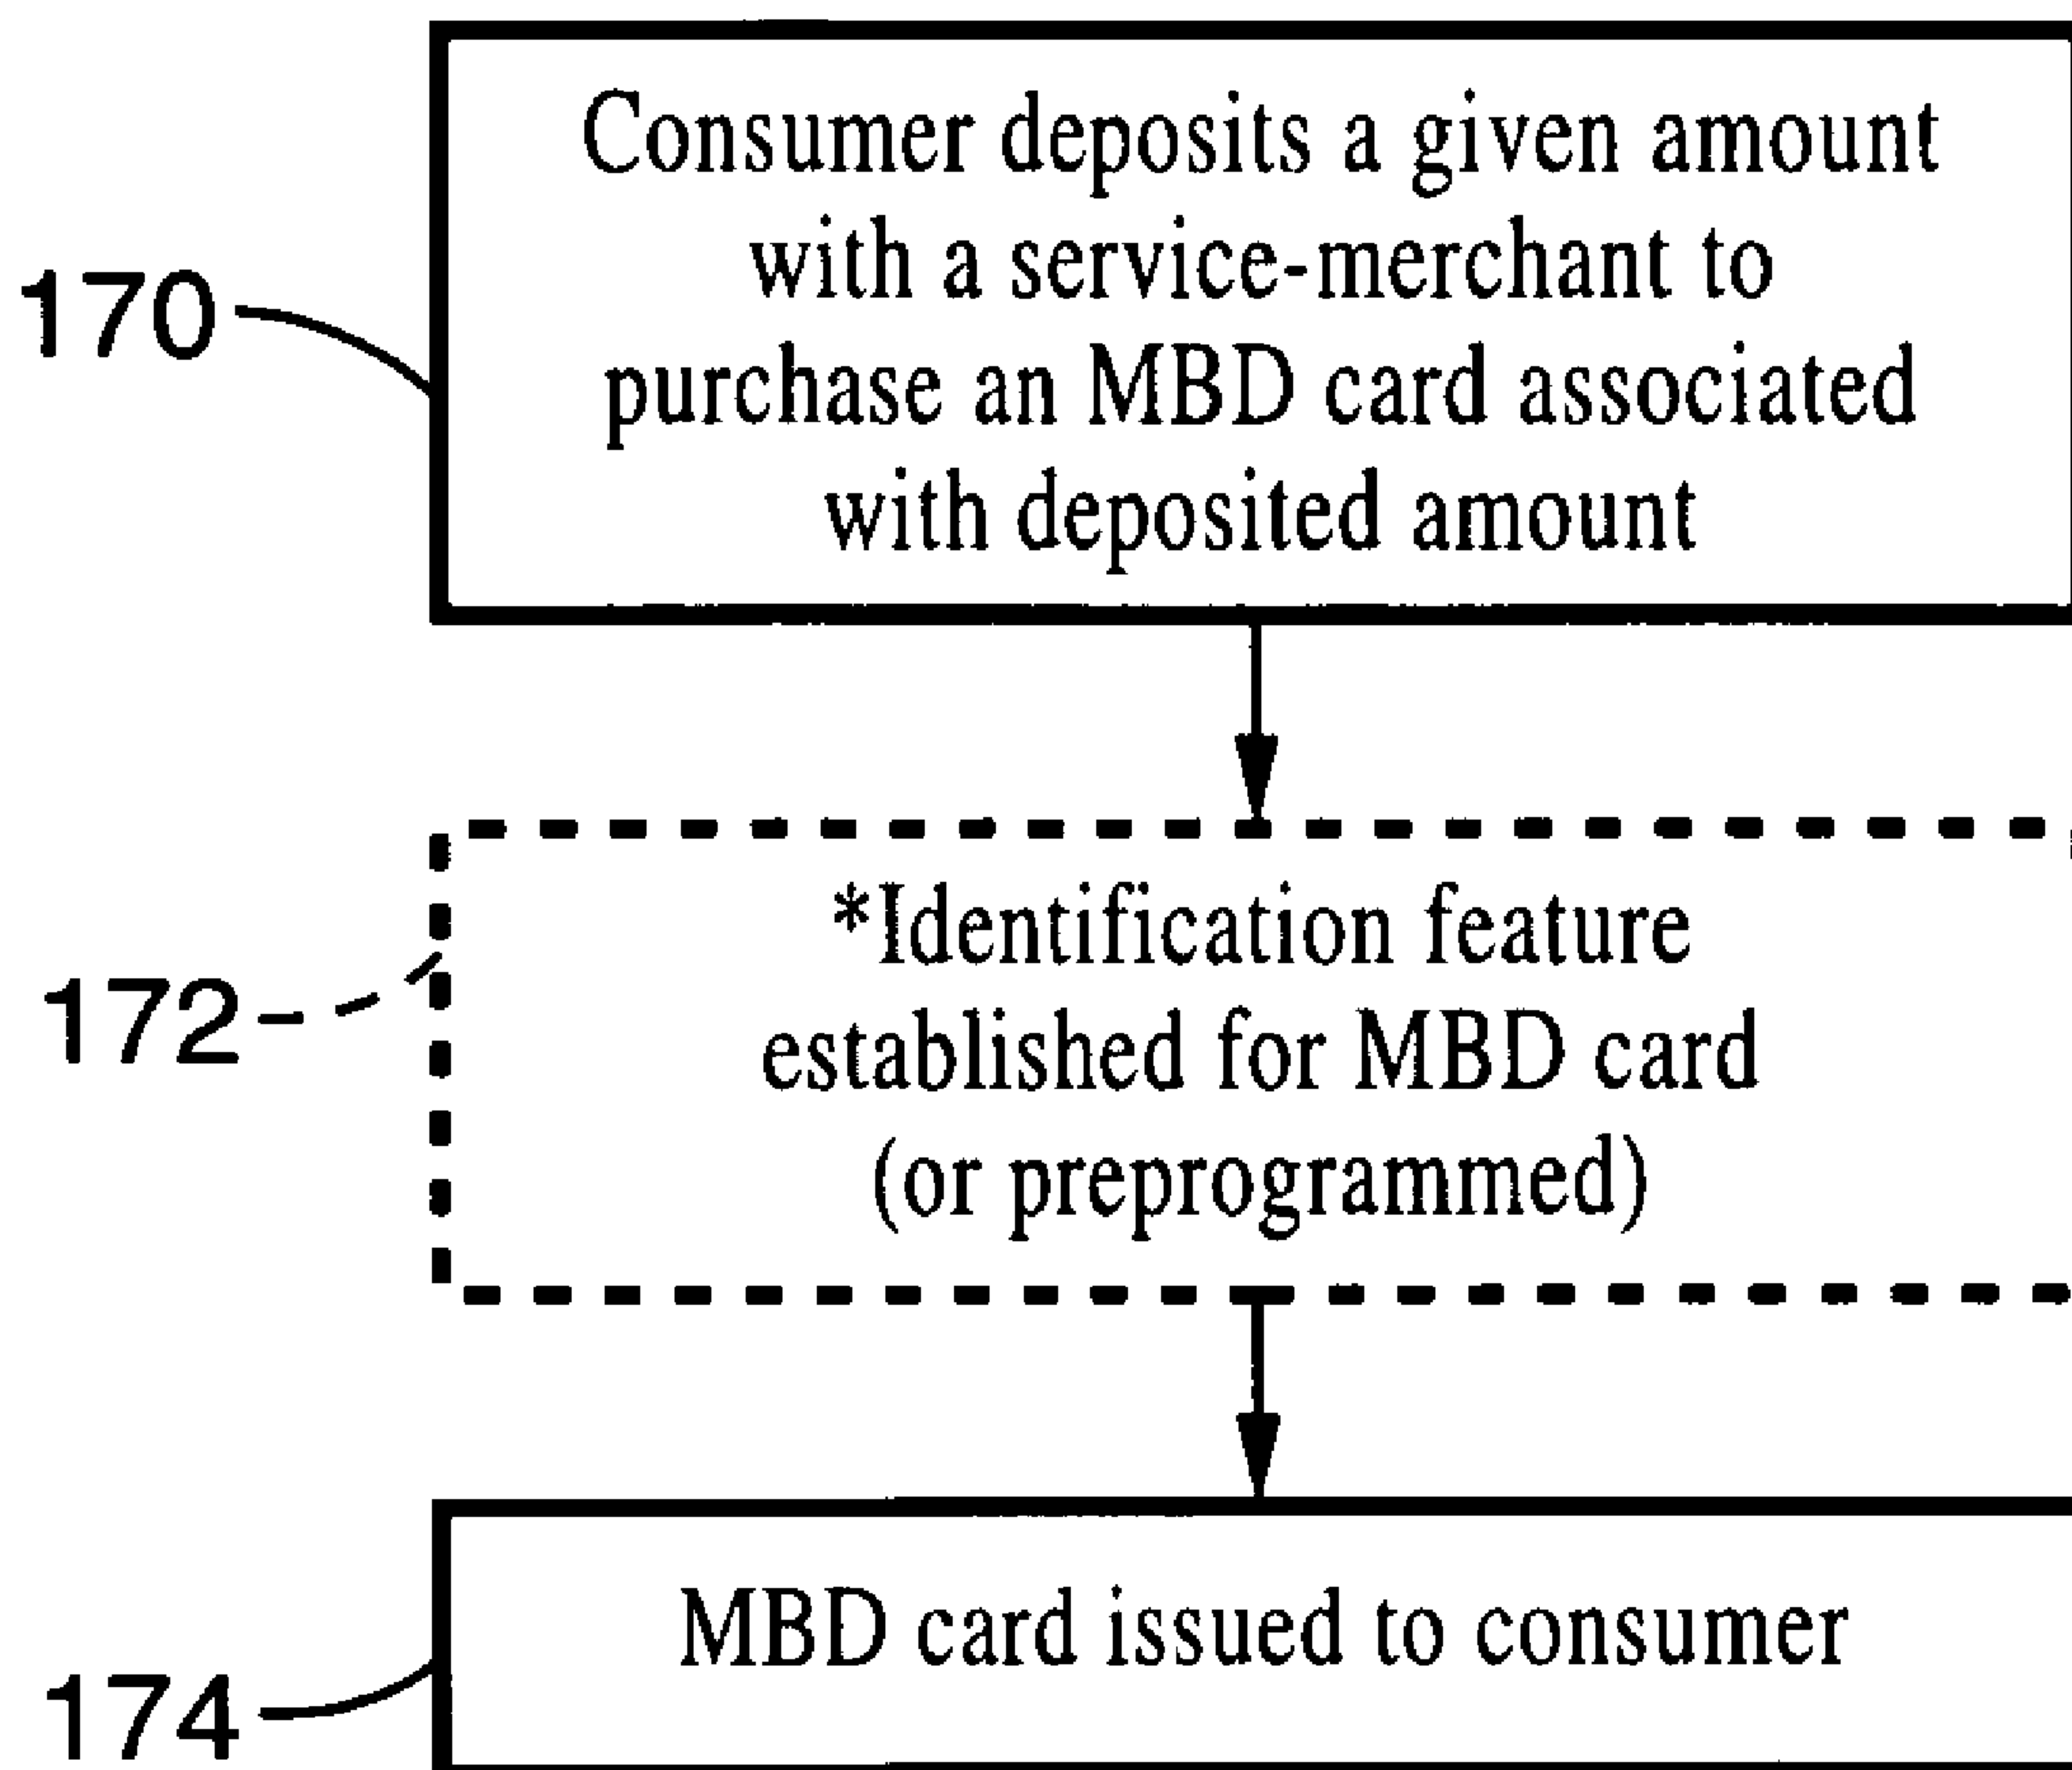 170
Consumer deposits a given amount
with a service-merchant to
purchase an MBD card associated
with deposited amount
172
*Identification feature
established for MBD card
(or preprogrammed)
174
MBD card issued to consumer